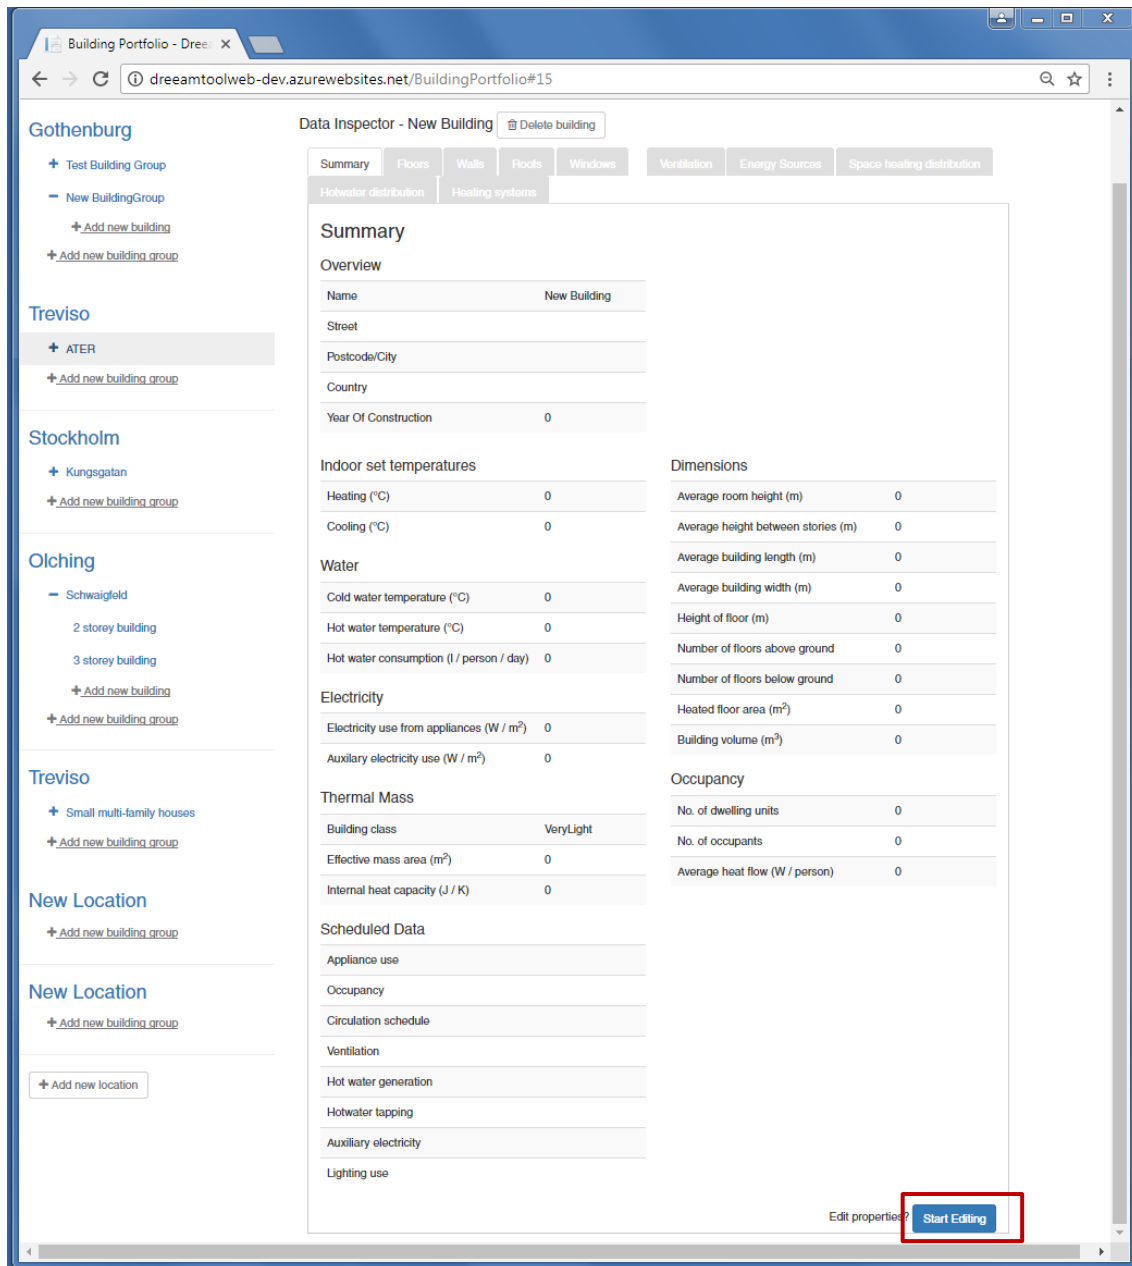 Building Portfolio - Dree
dreeamtoolweb-dev.azurewebsites.net/BuildingPortfolio#15
Gothenburg
Test Building Group
New BuildingGroup
Add new building
Add new building group
Treviso
ATER
Add new building group
Stockholm
Kungsgatan
Add new building group
Olching
Schwaigfeld
2 storey building
3 storey building
Add new building
Add new building group
Treviso
Small multi-family houses
Add new building group
New Location
Add new building group
New Location
Add new building group
Add new location
Data Inspector - New Building Delete building
Summary Floors Walls Roofs Windows Ventilation Energy Sources Space heating distribution
Hotwater distribution Heating systems
Summary
Overview
Name New Building
Street
Postcode/City
Country
Year Of Construction 0
Indoor set temperatures
Heating (°C) 0
Cooling (°C) 0
Water
Cold water temperature (°C) 0
Hot water temperature (°C) 0
Hot water consumption (l / person / day) 0
Electricity
Electricity use from appliances (W / m²) 0
Auxilary electricity use (W / m²) 0
Thermal Mass
Building class VeryLight
Effective mass area (m²) 0
Internal heat capacity (J / K) 0
Scheduled Data
Appliance use
Occupancy
Circulation schedule
Ventilation
Hot water generation
Hotwater tapping
Auxiliary electricity
Lighting use
Dimensions
Average room height (m) 0
Average height between stories (m) 0
Average building length (m) 0
Average building width (m) 0
Height of floor (m) 0
Number of floors above ground 0
Number of floors below ground 0
Heated floor area (m²) 0
Building volume (m³) 0
Occupancy
No. of dwelling units 0
No. of occupants 0
Average heat flow (W / person) 0
Edit properties? Start Editing